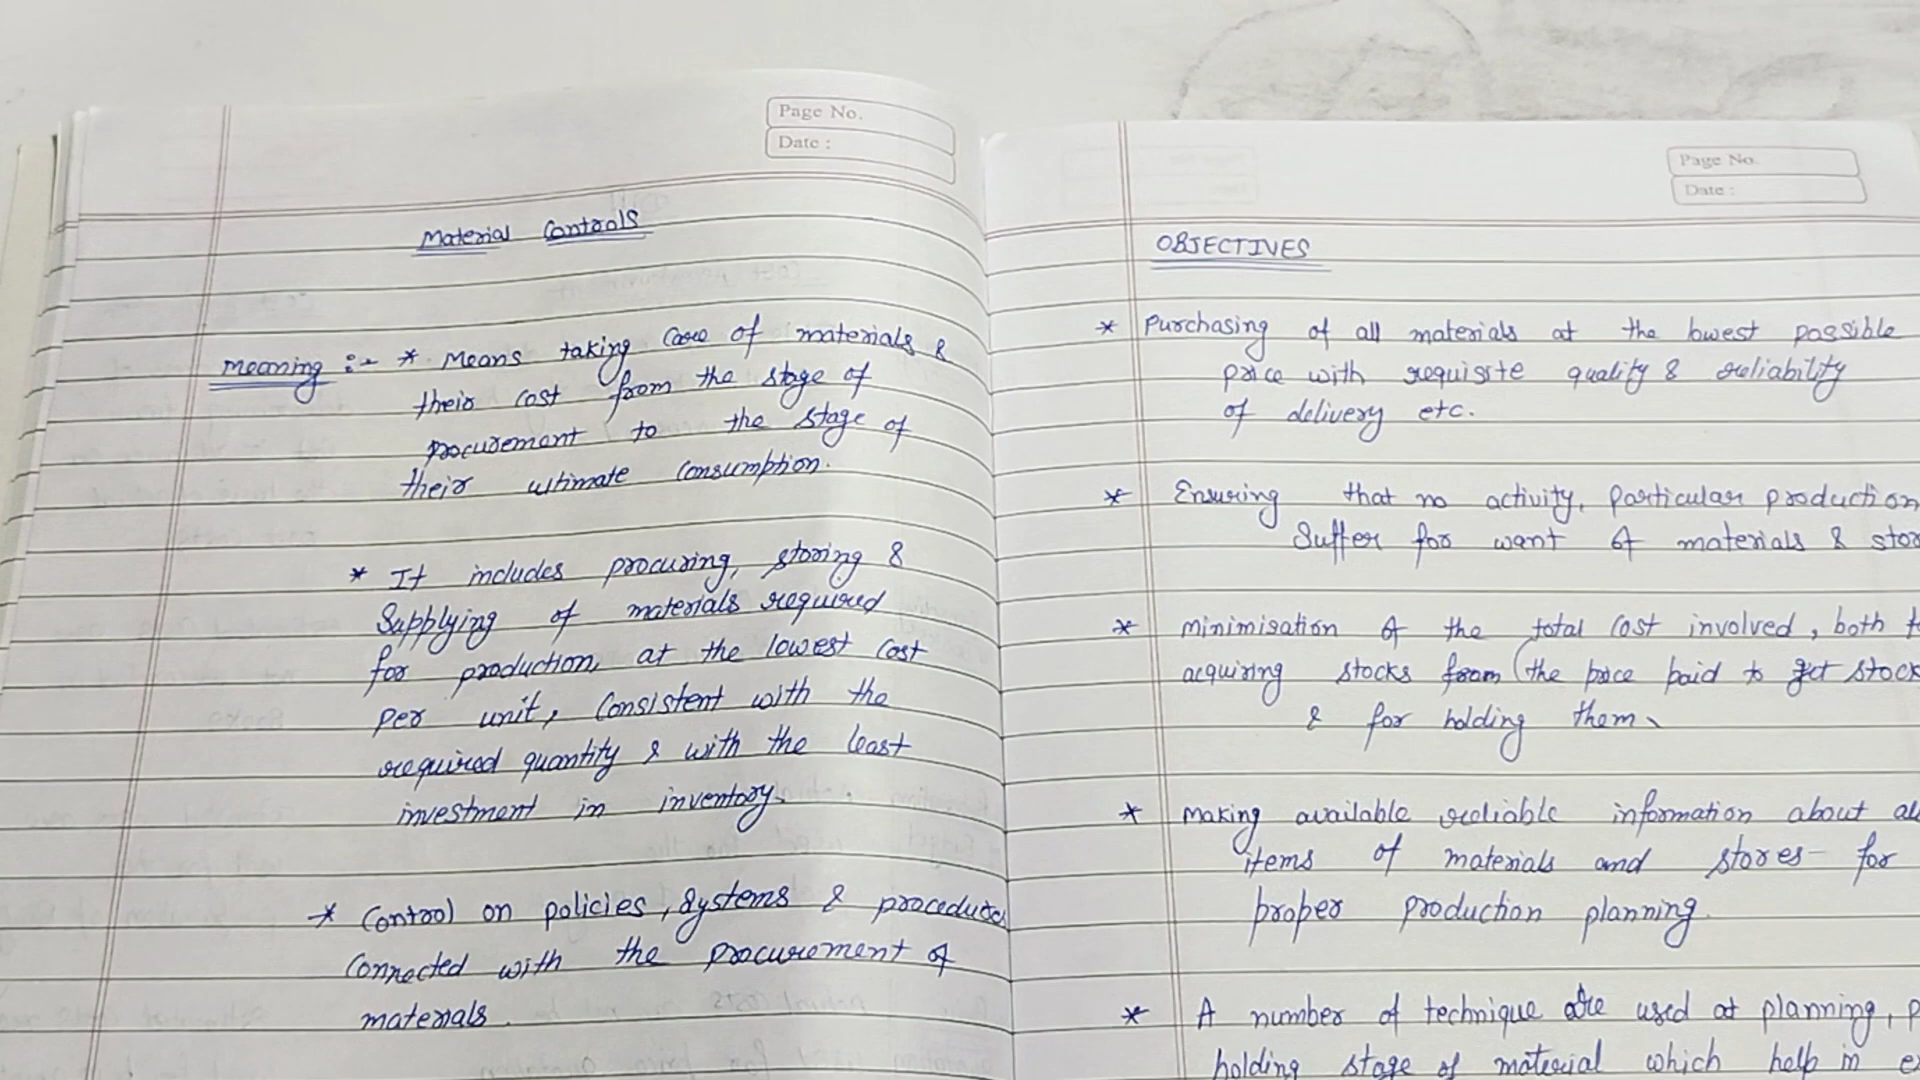 Page No.
Date :
Material Controls
Meaning :- * Means taking care of materials &
their cost from the stage of
procurement to the stage of
their ultimate consumption.
* It includes procuring, storing &
Supplying of materials required
for production, at the lowest cost
per unit, Consistent with the
required quantity & with the least
investment in inventory.
* Control on policies, systems & procedures
Connected with the procurement of
materials.
Page No.
Date :
OBJECTIVES
* Purchasing of all materials at the lowest possible
price with requisite quality & reliability
of delivery etc.
* Ensuring that no activity, particular production
Suffer for want of materials & stor
* minimisation of the total cost involved, both
acquiring stocks from (the price paid to get stock
& for holding them.
* making available reliable information about
items of materials and stores for
proper production planning.
* A number of technique are used at planning, p
holding stage of material which help in